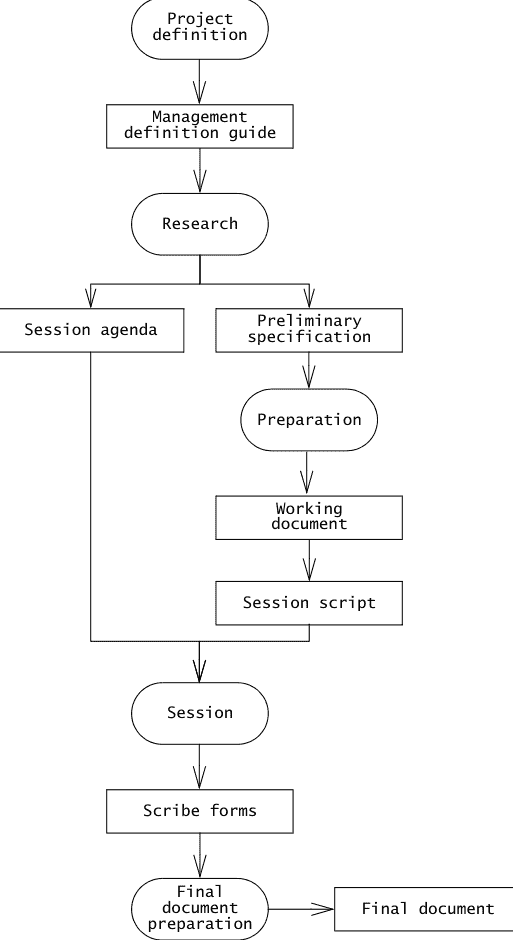 Project
definition
Management
definition guide
Research
Session agenda
Preliminary
specification
Preparation
Working
document
Session script
Session
Scribe forms
Final
document
preparation
Final document